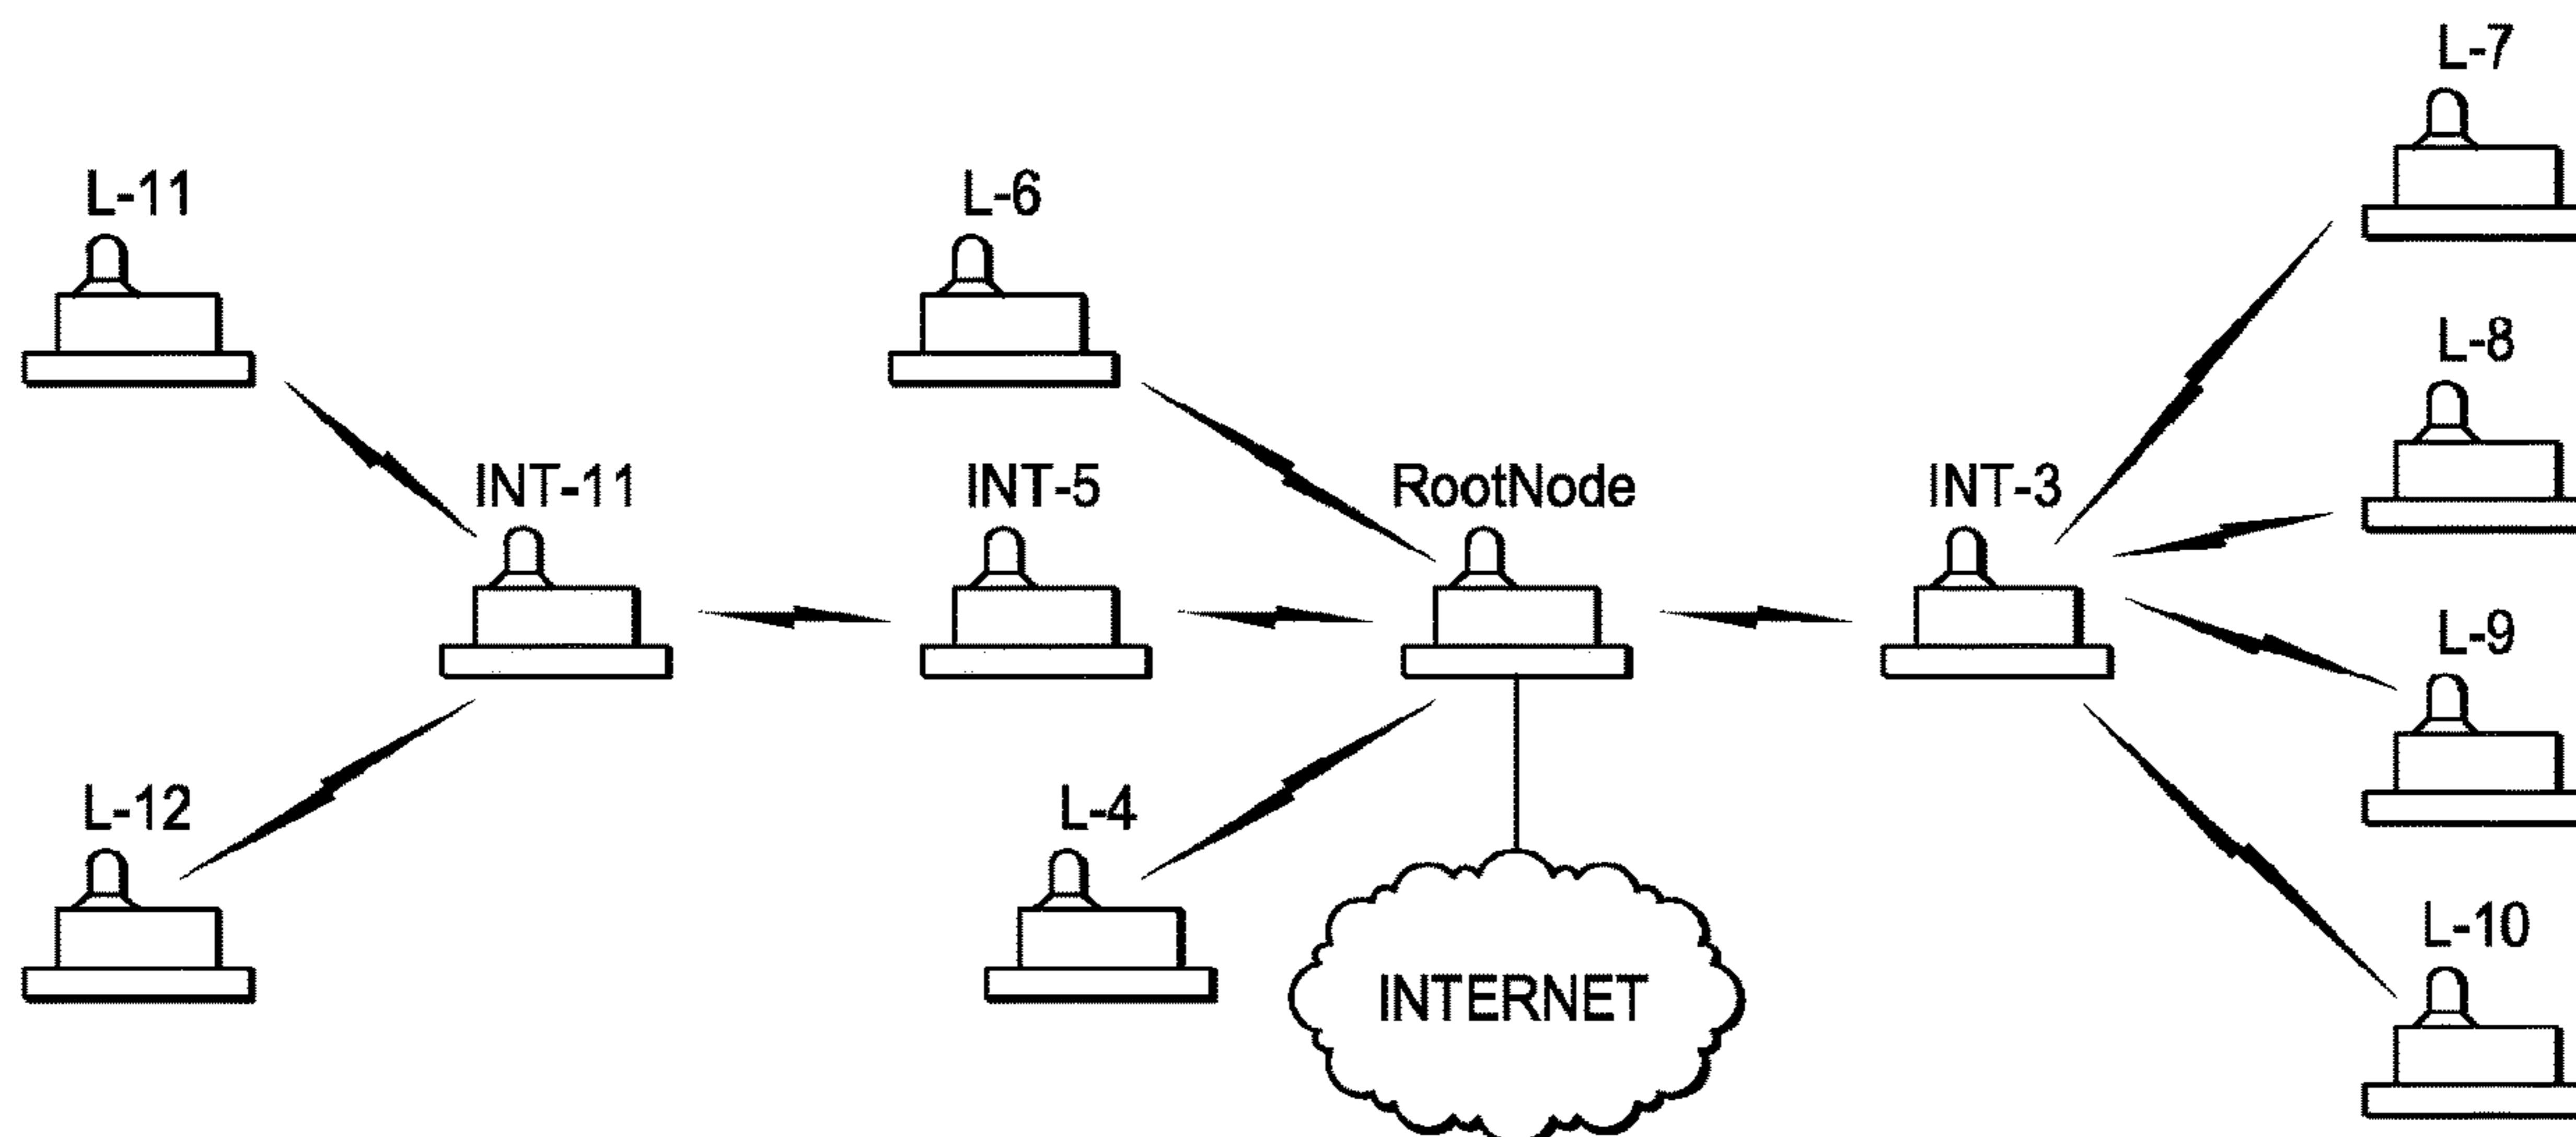 L-7
L-11
L-6
L-8
INT-11
INT-5
RootNode
INT-3
L-9
L-12
L-4
L-10
INTERNET